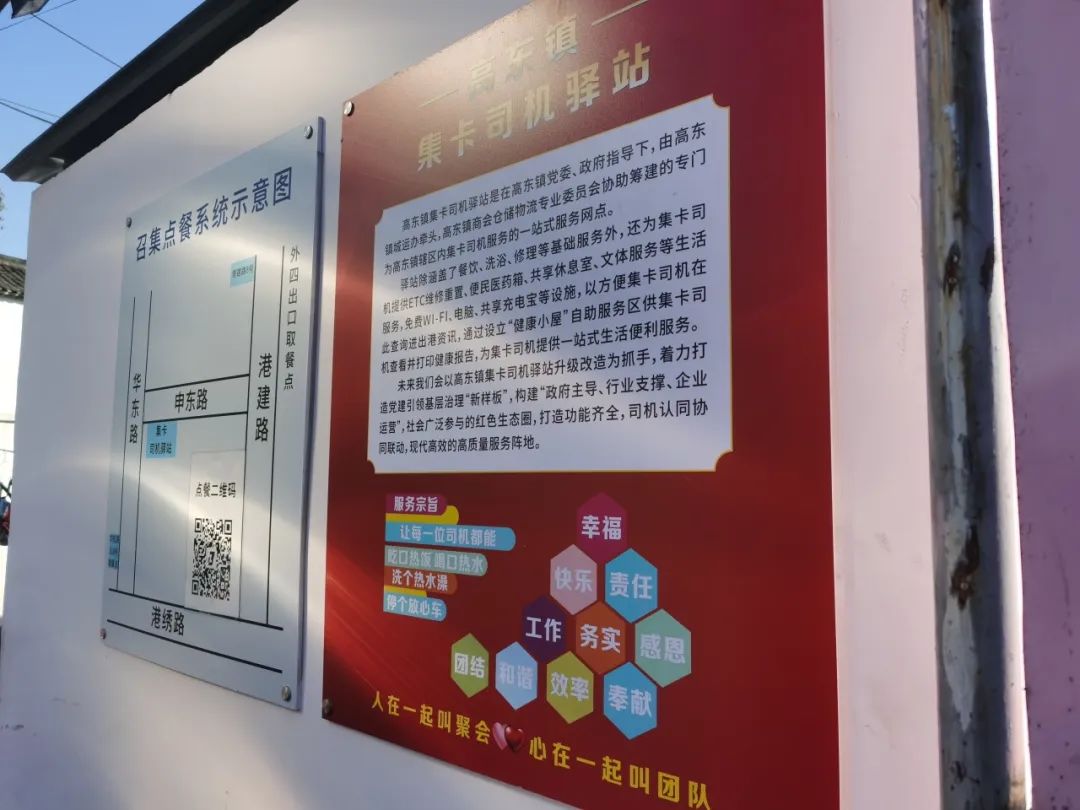 召集点餐系统示意图
外四出口取餐点
港建路
华东路
申东路
集卡
司机驿站
点餐二维码
港绣路
高东镇
集卡司机驿站
高东镇集卡司机驿站是在高东镇党委、政府指导下，由高东
镇城运办牵头，高东镇商会仓储物流专业委员会协助筹建的专门
为高东镇辖区内集卡司机服务的一站式服务网点。
驿站除涵盖了餐饮、洗浴、修理等基础服务外，还为集卡司
机提供ETC维修重置、便民医药箱、共享休息室、文体服务等生活
服务，免费WI-FI、电脑、共享充电宝等设施，以方便集卡司机在
此查询进出港资讯，通过设立“健康小屋”自助服务区供集卡司
机查看并打印健康报告，为集卡司机提供一站式生活便利服务。
未来我们会以高东镇集卡司机驿站升级改造为抓手，着力打
造党建引领基层治理“新样板”，构建“政府主导、行业支撑、企业
运营”，社会广泛参与的红色生态圈，打造功能齐全，司机认同协
同联动，现代高效的高质量服务阵地。
服务宗旨
让每一位司机都能
吃口热饭 喝口热水
洗个热水澡
停个放心车
幸福
快乐 责任
工作 务实 感恩
团结 和谐 效率 奉献
人在一起叫聚会 心在一起叫团队